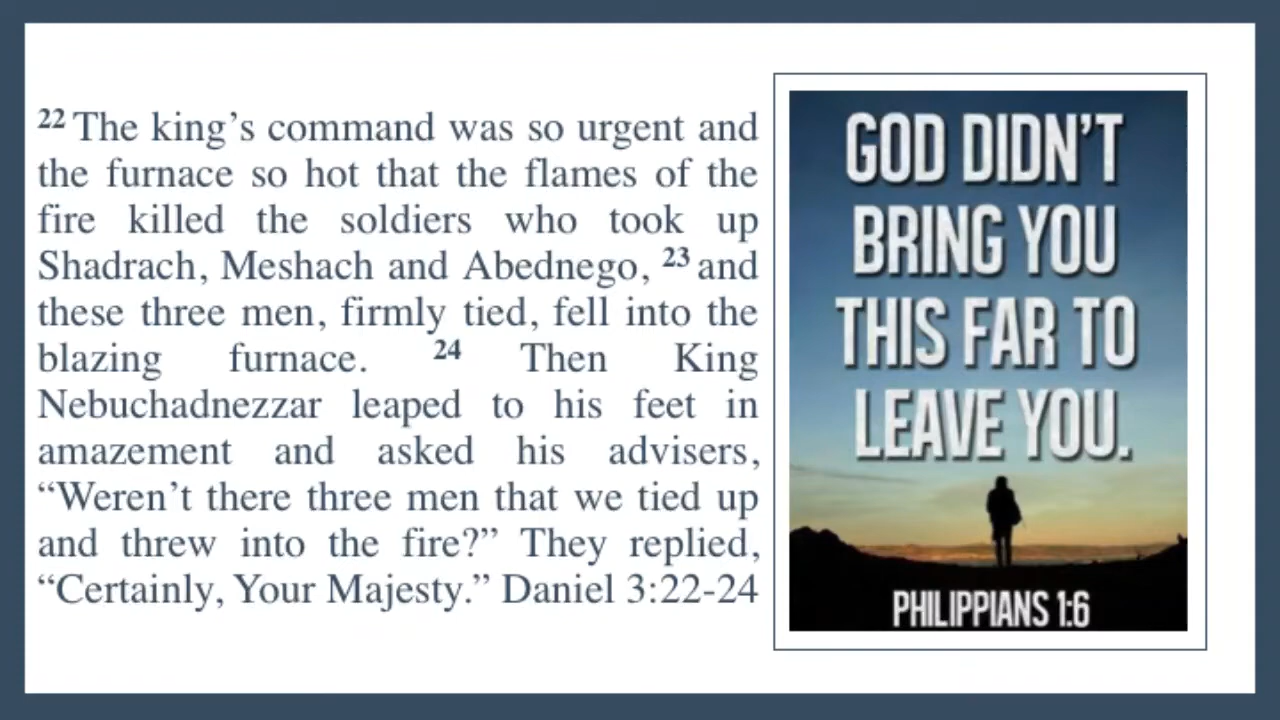 22 The king’s command was so urgent and
the furnace so hot that the flames of the
fire killed the soldiers who took up
Shadrach, Meshach and Abednego, 23 and
these three men, firmly tied, fell into the
blazing furnace. 24 Then King
Nebuchadnezzar leaped to his feet in
amazement and asked his advisers,
“Weren’t there three men that we tied up
and threw into the fire?” They replied,
“Certainly, Your Majesty.” Daniel 3:22-24
GOD DIDN’T
BRING YOU
THIS FAR TO
LEAVE YOU.
PHILIPPIANS 1:6